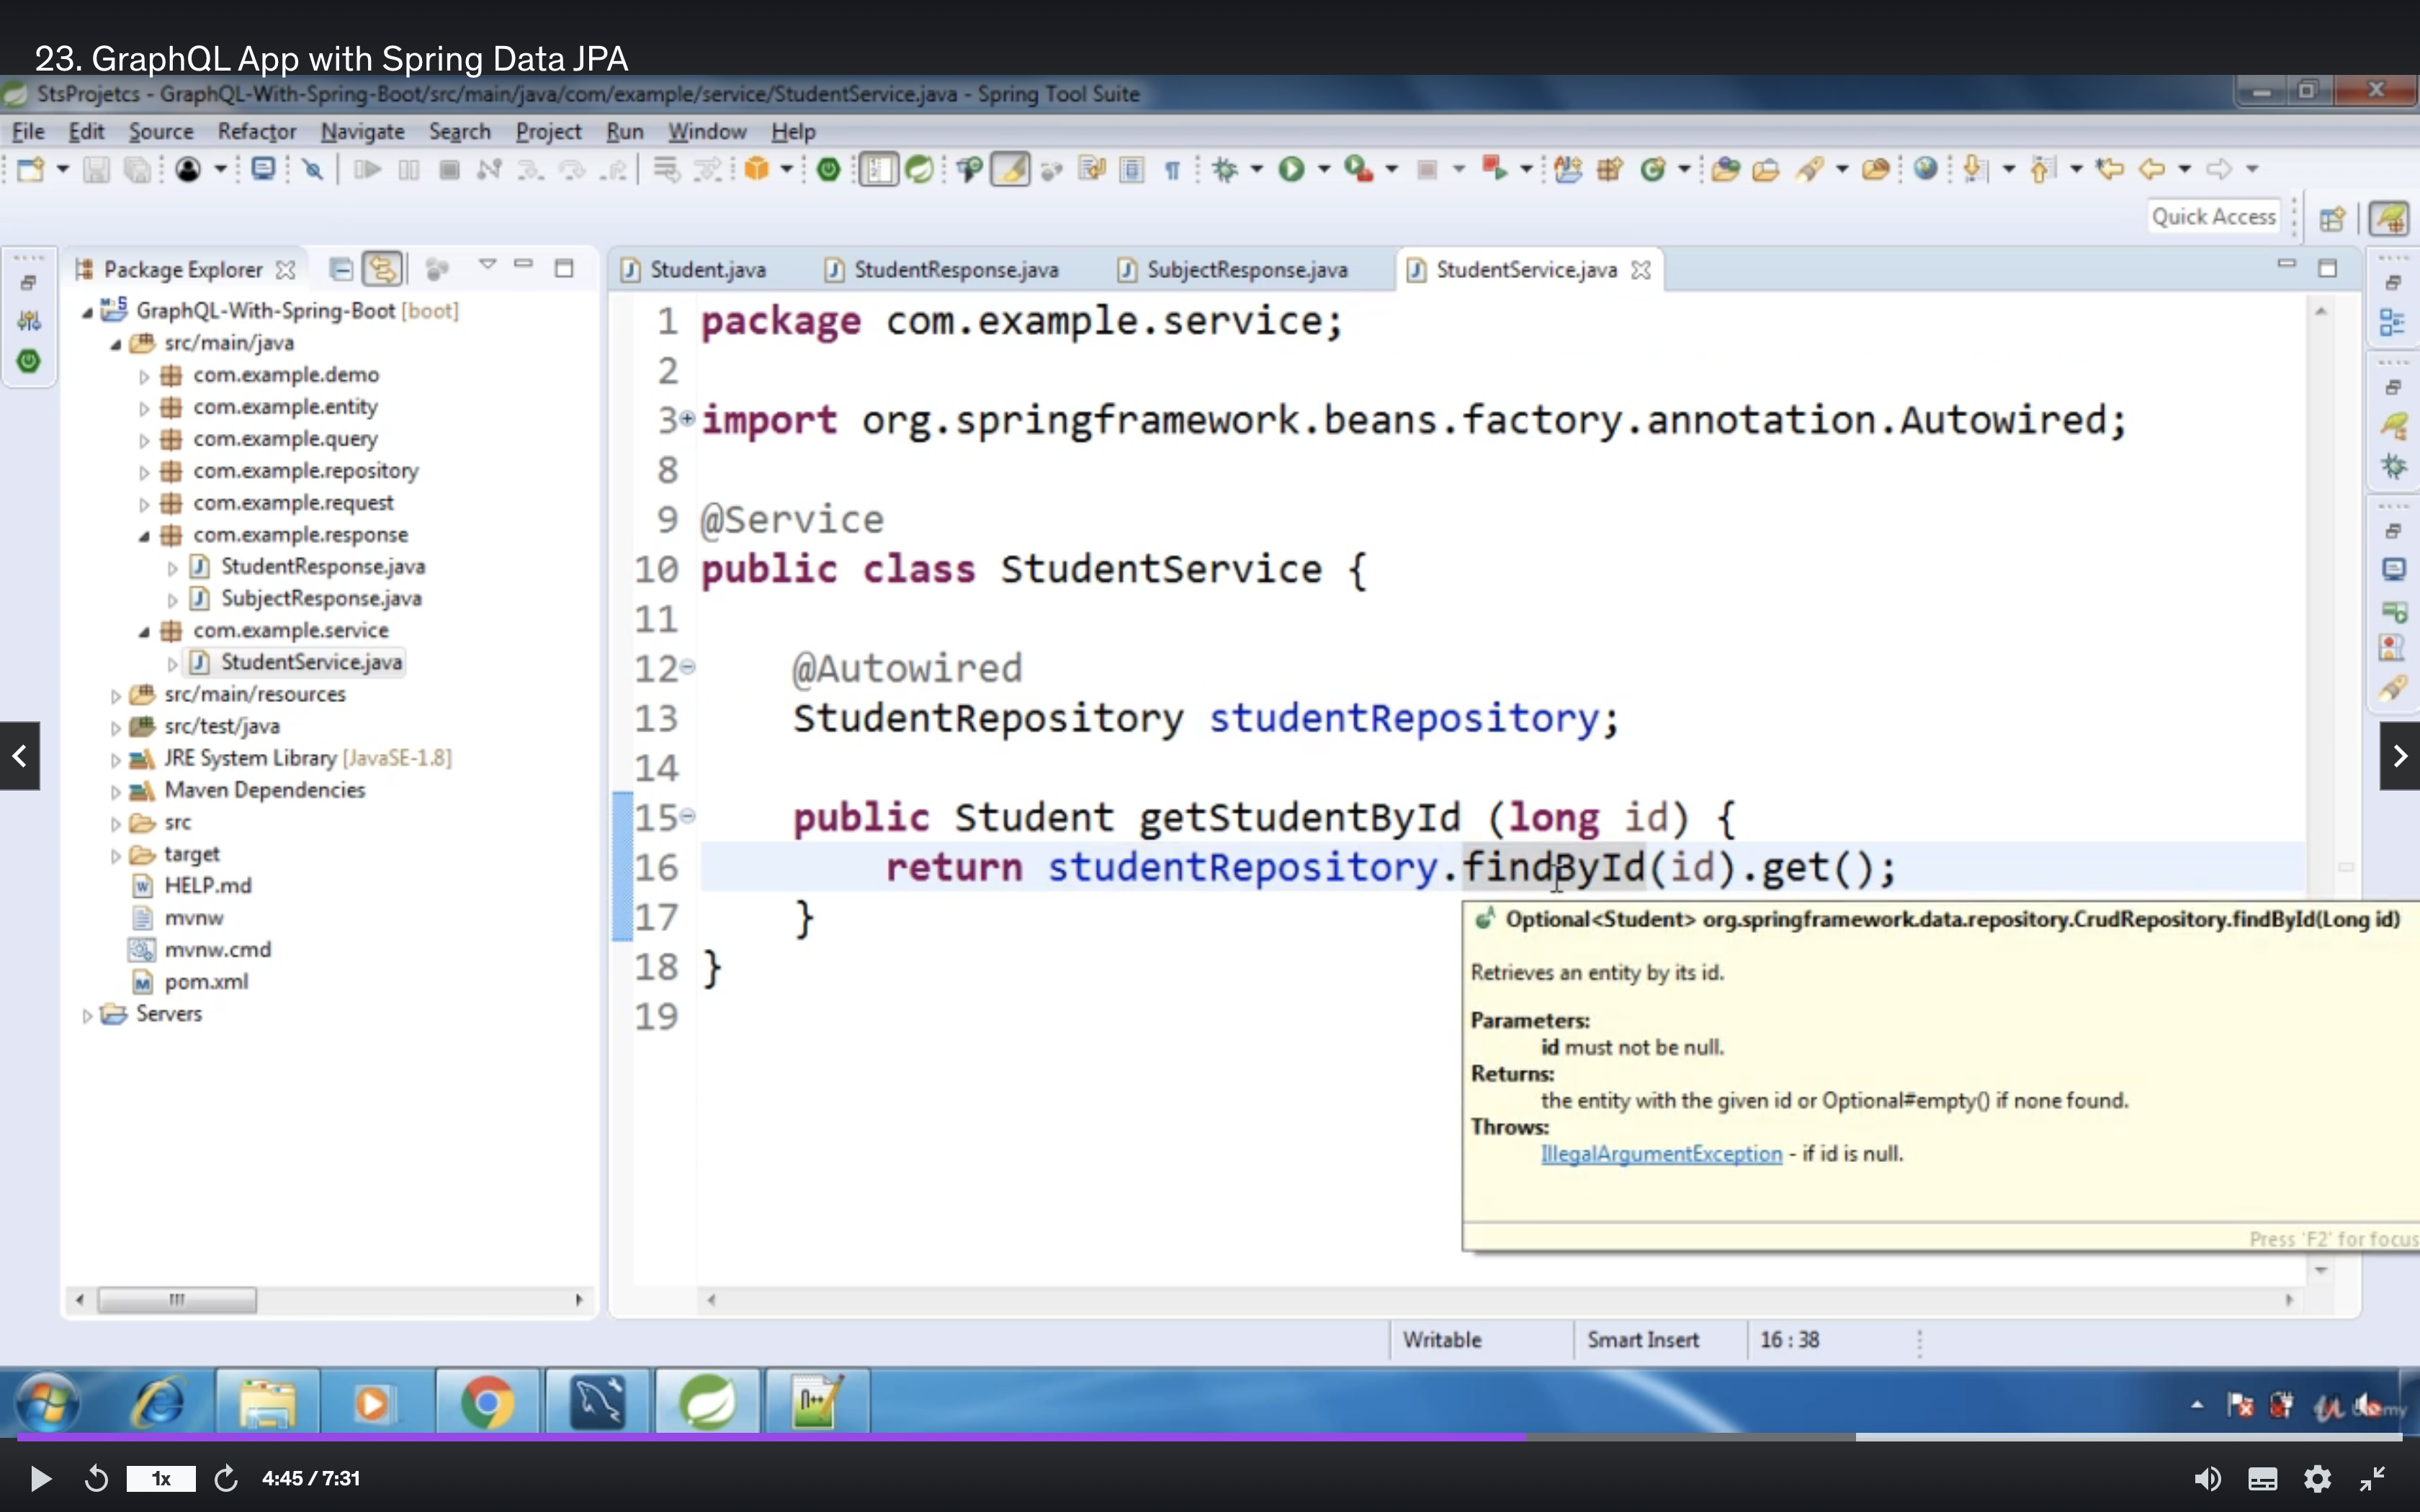 23. GraphQL App with Spring Data JPA
StsProjetcs - GraphQL-With-Spring-Boot/src/main/java/com/example/service/StudentService.java - Spring Tool Suite
File Edit Source Refactor Navigate Search Project Run Window Help
Quick Access
Package Explorer
Student.java StudentResponse.java SubjectResponse.java StudentService.java
GraphQL-With-Spring-Boot [boot]
src/main/java
com.example.demo
com.example.entity
com.example.query
com.example.repository
com.example.request
com.example.response
StudentResponse.java
SubjectResponse.java
com.example.service
StudentService.java
src/main/resources
src/test/java
JRE System Library [JavaSE-1.8]
Maven Dependencies
src
target
HELP.md
mvnw
mvnw.cmd
pom.xml
Servers
1 package com.example.service;
2
3 import org.springframework.beans.factory.annotation.Autowired;
8
9 @Service
10 public class StudentService {
11
12 @Autowired
13 StudentRepository studentRepository;
14
15 public Student getStudentById (long id) {
16 return studentRepository.findById(id).get();
17 }
18 }
19
Optional<Student> org.springframework.data.repository.CrudRepository.findById(Long id)
Retrieves an entity by its id.
Parameters:
id must not be null.
Returns:
the entity with the given id or Optional#empty() if none found.
Throws:
IllegalArgumentException - if id is null.
Press 'F2' for focus
Writable Smart Insert 16 : 38
1x 4:45 / 7:31